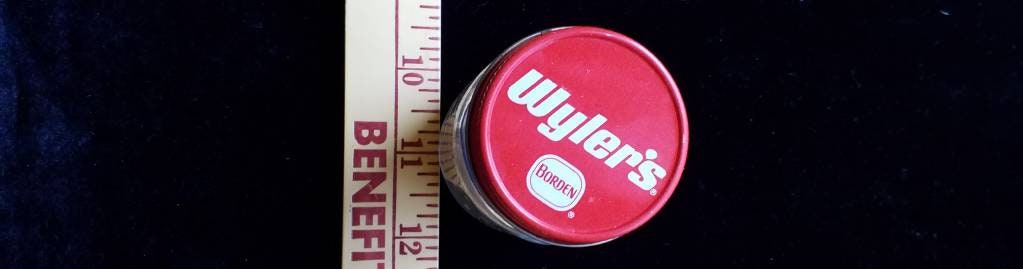 10
11
12
BENEFI
Wyler's®
BORDEN
®